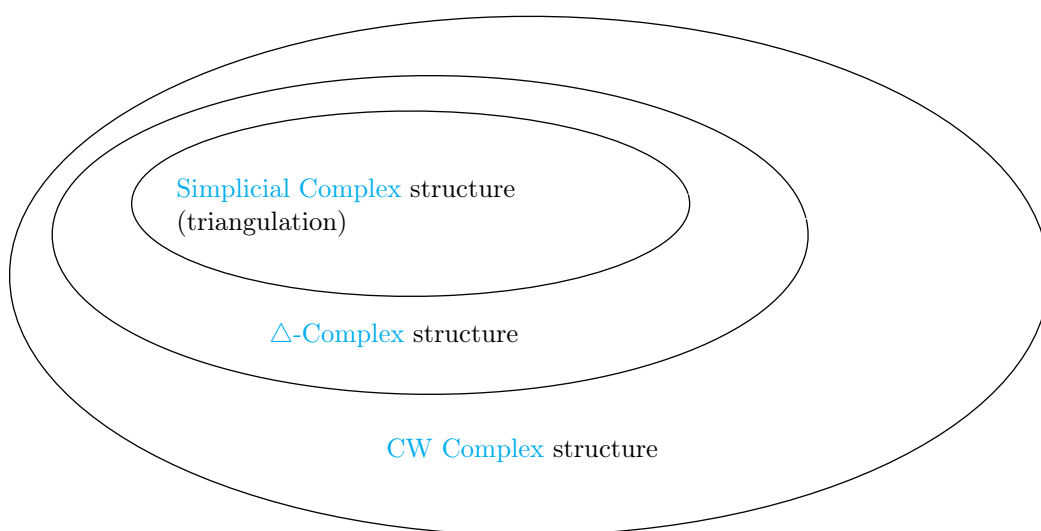 Simplicial Complex structure
(triangulation)
△-Complex structure
CW Complex structure